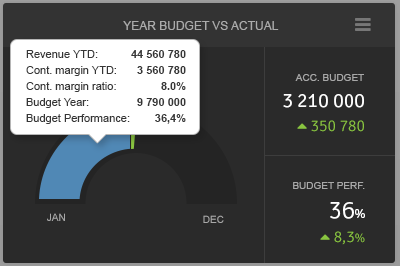 YEAR BUDGET VS ACTUAL
Revenue YTD: 44 560 780
Cont. margin YTD: 3 560 780
Cont. margin ratio: 8.0%
Budget Year: 9 790 000
Budget Performance: 36,4%
JAN
DEC
ACC. BUDGET
3 210 000
350 780
BUDGET PERF.
36%
8,3%